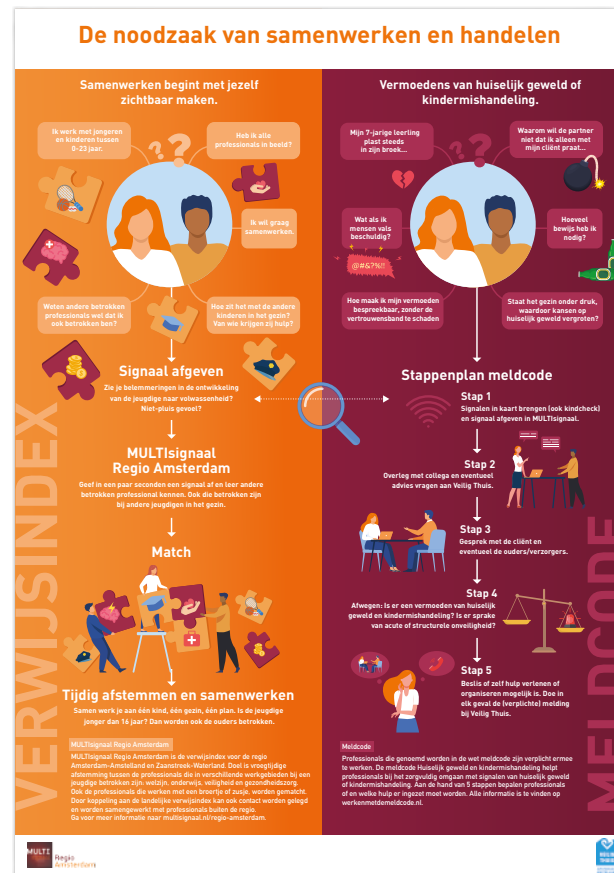 De noodzaak van samenwerken en handelen
Samenwerken begint met jezelf
zichtbaar maken.
Ik werk met jongeren
en kinderen tussen
0-23 jaar.
Heb ik alle
professionals in beeld?
Ik wil graag
samenwerken.
Weten andere betrokken
professionals wel dat ik
ook betrokken ben?
Hoe zit het met de andere
kinderen in het gezin?
Van wie krijgen zij hulp?
Signaal afgeven
Zie je belemmeringen in de ontwikkeling
van de jeugdige naar volwassenheid?
Niet-pluis gevoel?
MULTIsignaal
Regio Amsterdam
Geef in een paar seconden een signaal af en leer andere
betrokken professional kennen. Ook die betrokken zijn
bij andere jeugdigen in het gezin.
Match
Tijdig afstemmen en samenwerken
Samen werk je aan één kind, één gezin, één plan. Is de jeugdige
jonger dan 16 jaar? Dan worden ook de ouders betrokken.
MULTIsignaal Regio Amsterdam
MULTIsignaal Regio Amsterdam is de verwijsindex voor de regio
Amsterdam-Amstelland en Zaanstreek-Waterland. Doel is vroegtijdige
afstemming tussen de professionals die in verschillende werkgebieden bij een
jeugdige betrokken zijn: welzijn, onderwijs, veiligheid en gezondheidszorg.
Ook de professionals die werken met een broertje of zusje, worden gematcht.
Door koppeling aan de landelijke verwijsindex kan ook contact worden gelegd
en worden samengewerkt met professionals buiten de regio.
Ga voor meer informatie naar multisignaal.nl/regio-amsterdam.
VERWIJSINDEX
Vermoedens van huiselijk geweld of
kindermishandeling.
Mijn 7-jarige leerling
plast steeds
in zijn broek...
Waarom wil de partner
niet dat ik alleen met
mijn cliënt praat...
Wat als ik
mensen vals
beschuldig?
@#&?%!!
Hoeveel
bewijs heb ik
nodig?
Hoe maak ik mijn vermoeden
bespreekbaar, zonder de
vertrouwensband te schaden
Staat het gezin onder druk,
waardoor kansen op
huiselijk geweld vergroten?
Stappenplan meldcode
Stap 1
Signalen in kaart brengen (ook kindcheck)
en signaal afgeven in MULTIsignaal.
Stap 2
Overleg met collega en eventueel
advies vragen aan Veilig Thuis.
Stap 3
Gesprek met de cliënt en
eventueel de ouders/verzorgers.
Stap 4
Afwegen: Is er een vermoeden van huiselijk
geweld en kindermishandeling? Is er sprake
van acute of structurele onveiligheid?
Stap 5
Beslis of zelf hulp verlenen of
organiseren mogelijk is. Doe in
elk geval de (verplichte) melding
bij Veilig Thuis.
Meldcode
Professionals die genoemd worden in de wet meldcode zijn verplicht ermee
te werken. De meldcode Huiselijk geweld en kindermishandeling helpt
professionals bij het zorgvuldig omgaan met signalen van huiselijk geweld
of kindermishandeling. Aan de hand van 5 stappen bepalen professionals
of en welke hulp er ingezet moet worden. Alle informatie is te vinden op
werkenmetdemeldcode.nl.
MELDCODE
MULTI
Regio
Amsterdam